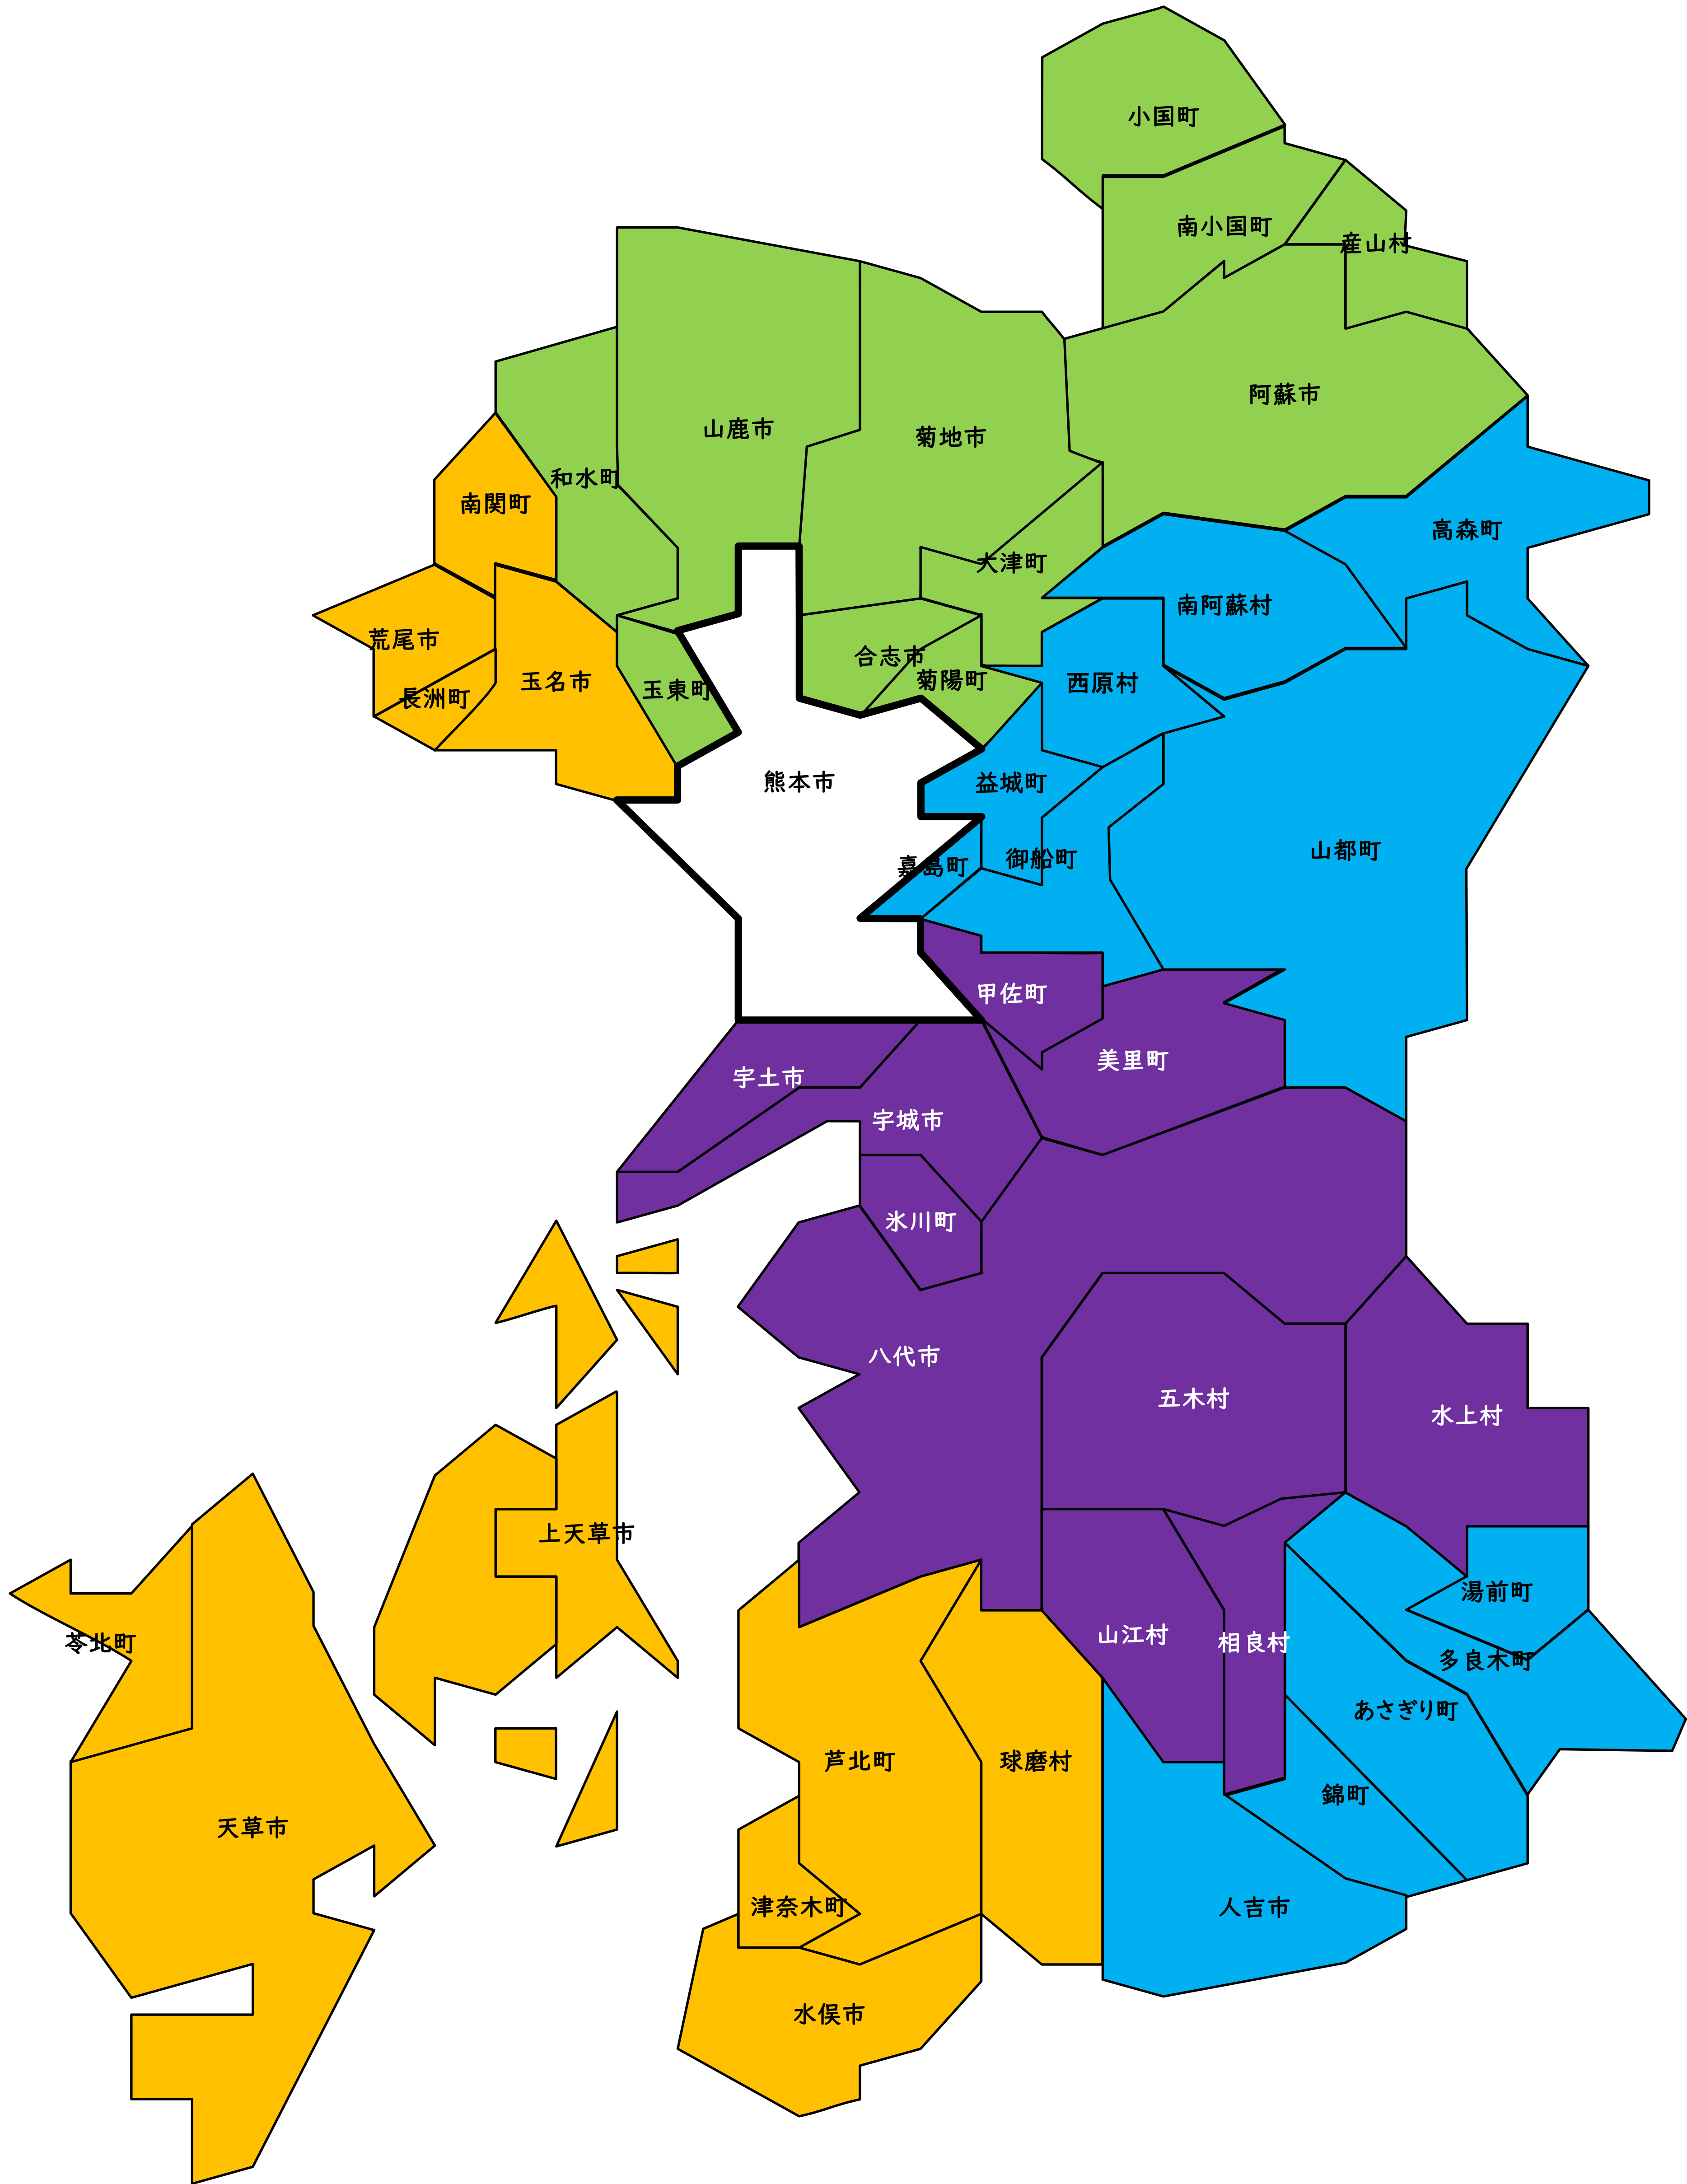 小国町
南小国町
産山村
阿蘇市
山鹿市
菊地市
和水町
南関町
高森町
大津町
南阿蘇村
荒尾市
合志市
菊陽町
玉名市
玉東町
長洲町
西原村
熊本市
益城町
嘉島町
御船町
山都町
甲佐町
美里町
宇土市
宇城市
氷川町
八代市
五木村
水上村
上天草市
湯前町
苓北町
山江村
相良村
多良木町
あさぎり町
芦北町
球磨村
錦町
天草市
津奈木町
人吉市
水俣市